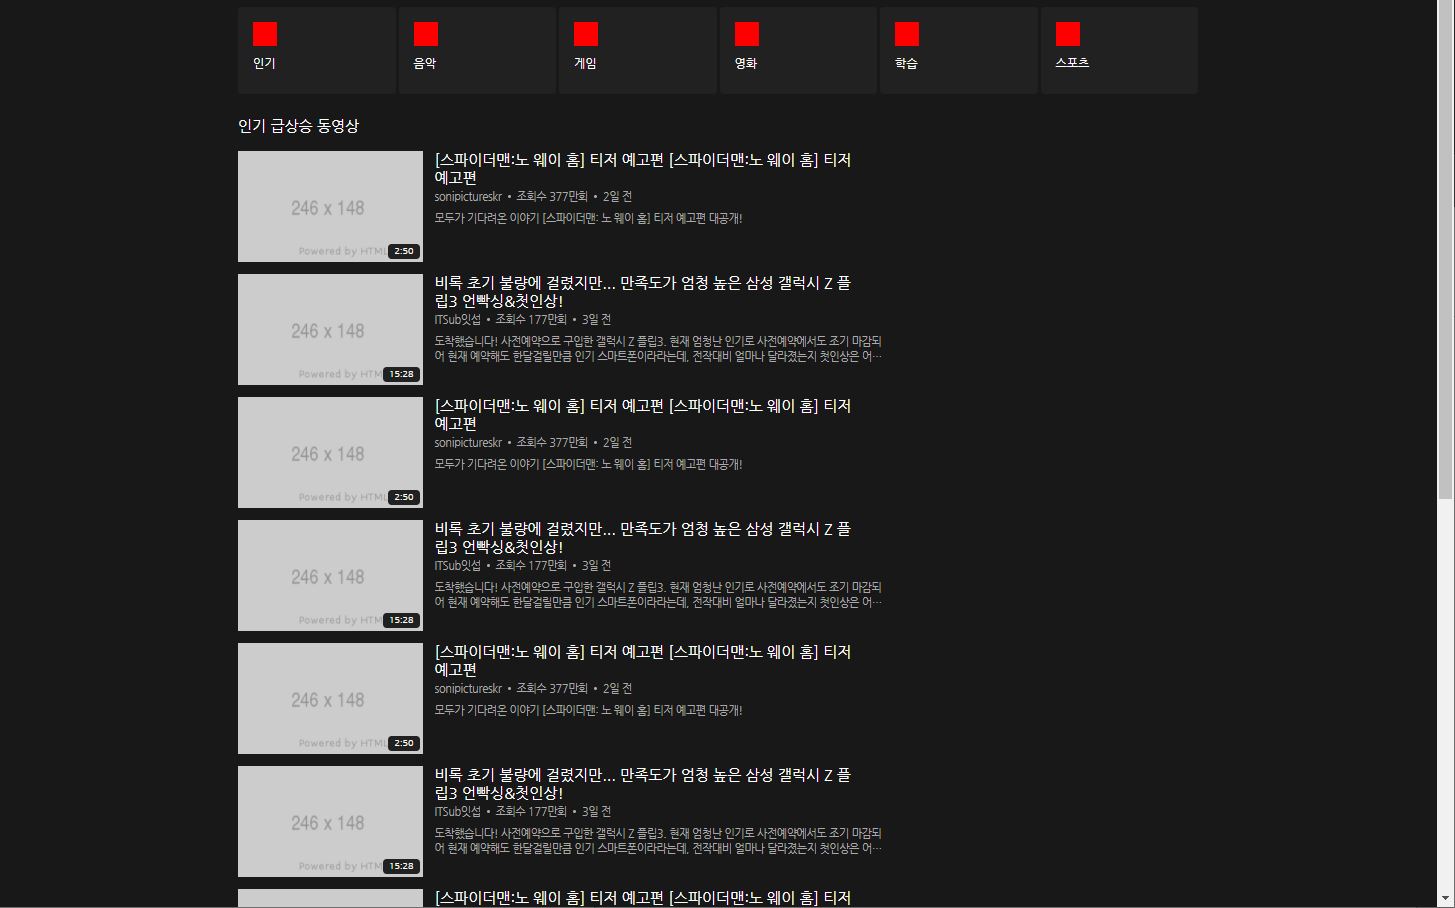 인기
음악
게임
영화
학습
스포츠
인기 급상승 동영상
246 x 148
Powered by HTML
2:50
[스파이더맨:노 웨이 홈] 티저 예고편 [스파이더맨:노 웨이 홈] 티저
예고편
sonipictureskr • 조회수 377만회 • 2일 전
모두가 기다려온 이야기 [스파이더맨: 노 웨이 홈] 티저 예고편 대공개!
246 x 148
Powered by HTM
15:28
비록 초기 불량에 걸렸지만... 만족도가 엄청 높은 삼성 갤럭시 Z 플
립3 언빡싱&첫인상!
ITSub잇섭 • 조회수 177만회 • 3일 전
도착했습니다! 사전예약으로 구입한 갤럭시 Z 플립3. 현재 엄청난 인기로 사전예약에서도 조기 마감되
어 현재 예약해도 한달걸릴만큼 인기 스마트폰이라라는데, 전작대비 얼마나 달라졌는지 첫인상은 어…
246 x 148
Powered by HTML
2:50
[스파이더맨:노 웨이 홈] 티저 예고편 [스파이더맨:노 웨이 홈] 티저
예고편
sonipictureskr • 조회수 377만회 • 2일 전
모두가 기다려온 이야기 [스파이더맨: 노 웨이 홈] 티저 예고편 대공개!
246 x 148
Powered by HTM
15:28
비록 초기 불량에 걸렸지만... 만족도가 엄청 높은 삼성 갤럭시 Z 플
립3 언빡싱&첫인상!
ITSub잇섭 • 조회수 177만회 • 3일 전
도착했습니다! 사전예약으로 구입한 갤럭시 Z 플립3. 현재 엄청난 인기로 사전예약에서도 조기 마감되
어 현재 예약해도 한달걸릴만큼 인기 스마트폰이라라는데, 전작대비 얼마나 달라졌는지 첫인상은 어…
246 x 148
Powered by HTML
2:50
[스파이더맨:노 웨이 홈] 티저 예고편 [스파이더맨:노 웨이 홈] 티저
예고편
sonipictureskr • 조회수 377만회 • 2일 전
모두가 기다려온 이야기 [스파이더맨: 노 웨이 홈] 티저 예고편 대공개!
246 x 148
Powered by HTM
15:28
비록 초기 불량에 걸렸지만... 만족도가 엄청 높은 삼성 갤럭시 Z 플
립3 언빡싱&첫인상!
ITSub잇섭 • 조회수 177만회 • 3일 전
도착했습니다! 사전예약으로 구입한 갤럭시 Z 플립3. 현재 엄청난 인기로 사전예약에서도 조기 마감되
어 현재 예약해도 한달걸릴만큼 인기 스마트폰이라라는데, 전작대비 얼마나 달라졌는지 첫인상은 어…
[스파이더맨:노 웨이 홈] 티저 예고편 [스파이더맨:노 웨이 홈] 티저